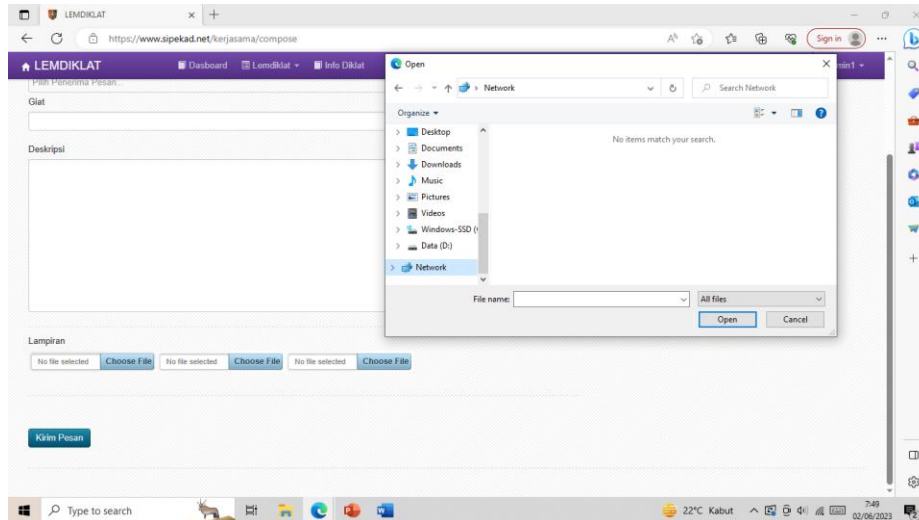 LEMDIKLAT
https://www.sipekad.net/kerjasama/compose
Sign in
LEMDIKLAT
Dasboard
Lemdiklat
Info Diklat
min1
Pilih Penerima Pesan...
Giat
Deskripsi
Lampiran
No file selected Choose File No file selected Choose File No file selected Choose File
Kirim Pesan
Open
Network
Search Network
Organize
Desktop
Documents
Downloads
Music
Pictures
Videos
Windows-SSD (
Data (D:)
Network
No items match your search.
File name:
All files
Open
Cancel
Type to search
22°C Kabut
7:49
02/06/2023